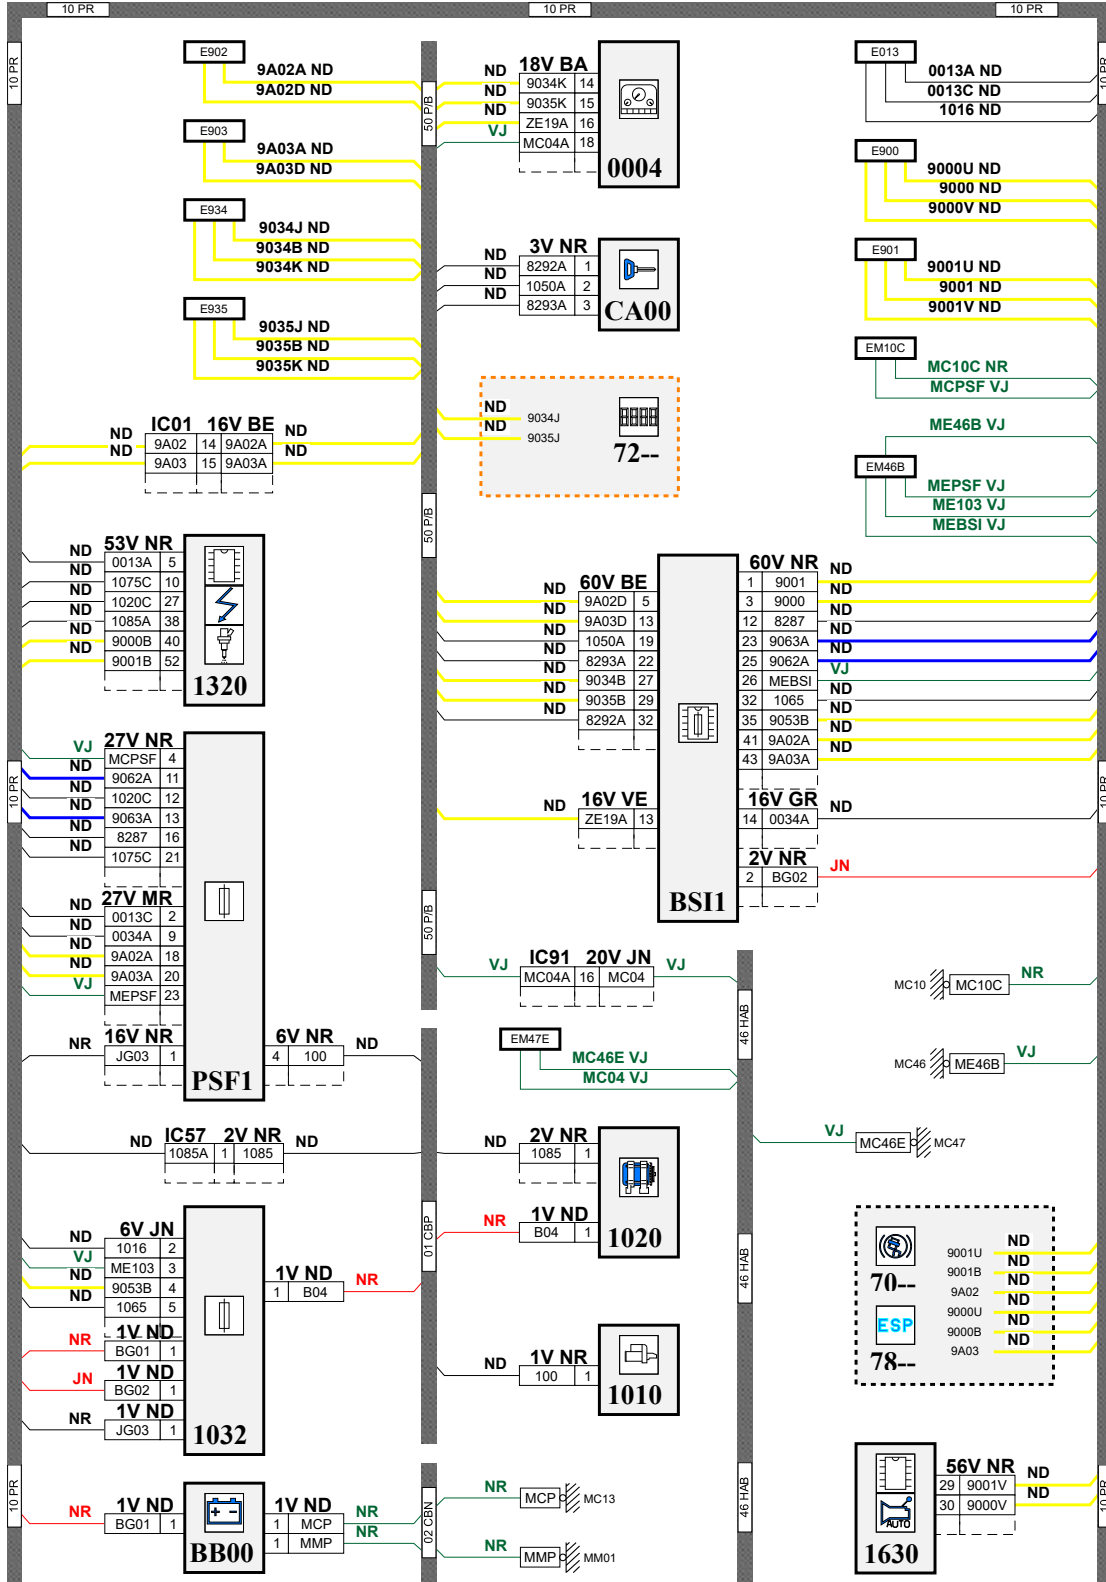 10 PR 10 PR 10 PR
10 PR
10 PR
E902
9A02A ND
9A02D ND
E903
9A03A ND
9A03D ND
E934
9034J ND
9034B ND
9034K ND
E935
9035J ND
9035B ND
9035K ND
50 P/B
18V BA
ND 9034K 14
ND 9035K 15
ND ZE19A 16
VJ MC04A 18
0004
3V NR
ND 8292A 1
ND 1050A 2
ND 8293A 3
CA00
ND 9034J
ND 9035J
72--
E013
0013A ND
0013C ND
1016 ND
E900
9000U ND
9000 ND
9000V ND
E901
9001U ND
9001 ND
9001V ND
EM10C
MC10C NR
MCPSF VJ
ME46B VJ
EM46B
MEPSF VJ
ME103 VJ
MEBSI VJ
IC01 16V BE
ND 9A02 14 9A02A ND
ND 9A03 15 9A03A ND
50 P/B
53V NR
ND 0013A 5
ND 1075C 10
ND 1020C 27
ND 1085A 38
ND 9000B 40
ND 9001B 52
1320
60V BE
ND 9A02D 5
ND 9A03D 13
ND 1050A 19
ND 8293A 22
ND 9034B 27
ND 9035B 29
ND 8292A 32
60V NR
1 9001 ND
3 9000 ND
12 8287 ND
23 9063A ND
25 9062A ND
26 MEBSI VJ
32 1065 ND
35 9053B ND
41 9A02A ND
43 9A03A ND
16V VE
ND ZE19A 13
16V GR
14 0034A ND
2V NR
2 BG02 JN
BSI1
10 PR
10 PR
27V NR
VJ MCPSF 4
ND 9062A 11
ND 1020C 12
ND 9063A 13
ND 8287 16
ND 1075C 21
27V MR
ND 0013C 2
ND 0034A 9
ND 9A02A 18
ND 9A03A 20
VJ MEPSF 23
16V NR
NR JG03 1
6V NR
4 100 ND
PSF1
50 P/B
IC91 20V JN
VJ MC04A 16 MC04 VJ
46 HAB
MC10 MC10C NR
EM47E
MC46E VJ
MC04 VJ
MC46 ME46B VJ
VJ MC46E MC47
IC57 2V NR
ND 1085A 1 1085 ND
2V NR
ND 1085 1
1V ND
NR B04 1
1020
01 CBP
46 HAB
6V JN
ND 1016 2
VJ ME103 3
ND 9053B 4
ND 1065 5
1V ND
NR BG01 1
1V ND
JN BG02 1
1V ND
NR JG03 1
1V ND
1 B04 NR
1032
1V NR
ND 100 1
1010
9001U ND
9001B ND
9A02 ND
9000U ND
9000B ND
9A03 ND
70--
ESP
78--
10 PR
1V ND
NR BG01 1
1V ND
1 MCP NR
1 MMP NR
BB00
02 CBN
NR MCP MC13
NR MMP MM01
46 HAB
56V NR
29 9001V ND
30 9000V ND
AUTO
1630
10 PR